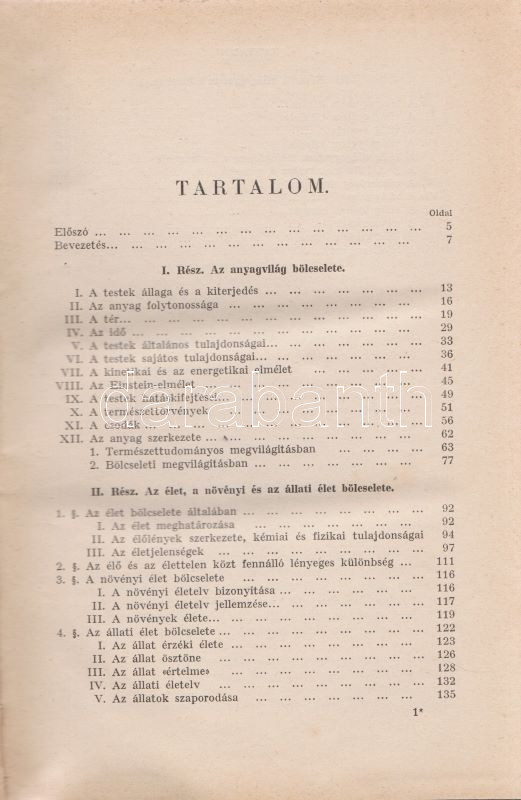 TARTALOM.
Oldal
Előszó ... ... ... ... ... ... ... ... ... ... ... ... ... 5
Bevezetés... ... ... ... ... ... ... ... ... ... ... ... ... 7
I. Rész. Az anyagvilág bölcselete.
I. A testek állaga és a kiterjedés ... ... ... ... ... ... ... 13
II. Az anyag folytonossága ... ... ... ... ... ... ... ... 16
III. A tér... ... ... ... ... ... ... ... ... ... ... ... 19
IV. Az idő ... ... ... ... ... ... ... ... ... ... ... ... 29
V. A testek általános tulajdonságai... ... ... ... ... ... ... 33
VI. A testek sajátos tulajdonságai... ... ... ... ... ... ... 36
VII. A kinetikai és az energetikai elmélet ... ... ... ... ... 41
VIII. Az Einstein-elmélet ... ... ... ... ... ... ... ... ... 45
IX. A testek hatáskifejtései... ... ... ... ... ... ... ... 49
X. A természettörvények ... ... ... ... ... ... ... ... 51
XI. A csodák ... ... ... ... ... ... ... ... ... ... ... 56
XII. Az anyag szerkezete ... ... ... ... ... ... ... ... ... 62
1. Természettudományos megvilágításban ... ... ... ... 63
2. Bölcseleti megvilágításban ... ... ... ... ... ... ... 77
II. Rész. Az élet, a növényi és az állati élet bölcselete.
1. §. Az élet bölcselete általában ... ... ... ... ... ... ... ... 92
I. Az élet meghatározása ... ... ... ... ... ... ... 92
II. Az élőlények szerkezete, kémiai és fizikai tulajdonságai 94
III. Az életjelenségek ... ... ... ... ... ... ... ... ... 97
2. §. Az élő és az élettelen közt fennálló lényeges különbség ... ... 111
3. §. A növényi élet bölcselete ... ... ... ... ... ... ... ... 116
I. A növényi életelv bizonyítása ... ... ... ... ... ... 116
II. A növényi életelv jellemzése... ... ... ... ... ... ... 117
III. A növények élete... ... ... ... ... ... ... ... ... 119
4. §. Az állati élet bölcselete ... ... ... ... ... ... ... ... ... 122
I. Az állat érzéki élete ... ... ... ... ... ... ... ... 123
II. Az állat ösztöne ... ... ... ... ... ... ... ... ... 126
III. Az állat «értelme» ... ... ... ... ... ... ... ... 128
IV. Az állati életelv ... ... ... ... ... ... ... ... ... 132
V. Az állatok szaporodása ... ... ... ... ... ... ... 135
1*
darabanth